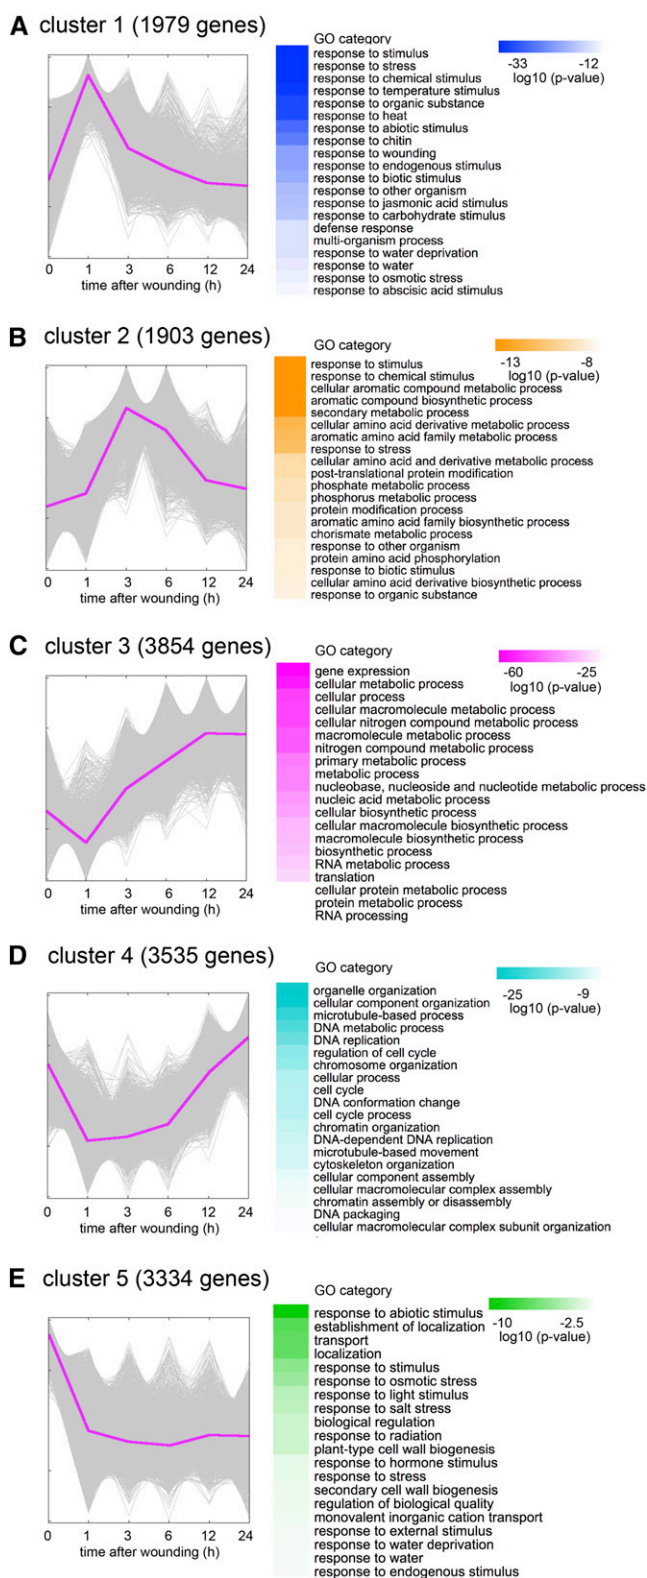 A cluster 1 (1979 genes)
GO category
-33 -12
log10 (p-value)
response to stimulus
response to stress
response to chemical stimulus
response to temperature stimulus
response to organic substance
response to heat
response to abiotic stimulus
response to chitin
response to wounding
response to endogenous stimulus
response to biotic stimulus
response to other organism
response to jasmonic acid stimulus
response to carbohydrate stimulus
defense response
multi-organism process
response to water deprivation
response to water
response to osmotic stress
response to abscisic acid stimulus
0 1 3 6 12 24
time after wounding (h)
B cluster 2 (1903 genes)
GO category
-13 -8
log10 (p-value)
response to stimulus
response to chemical stimulus
cellular aromatic compound metabolic process
aromatic compound biosynthetic process
secondary metabolic process
cellular amino acid derivative metabolic process
aromatic amino acid family metabolic process
response to stress
cellular amino acid and derivative metabolic process
post-translational protein modification
phosphate metabolic process
phosphorus metabolic process
protein modification process
aromatic amino acid family biosynthetic process
chorismate metabolic process
response to other organism
protein amino acid phosphorylation
response to biotic stimulus
cellular amino acid derivative biosynthetic process
response to organic substance
0 1 3 6 12 24
time after wounding (h)
C cluster 3 (3854 genes)
GO category
-60 -25
log10 (p-value)
gene expression
cellular metabolic process
cellular process
cellular macromolecule metabolic process
cellular nitrogen compound metabolic process
macromolecule metabolic process
nitrogen compound metabolic process
primary metabolic process
metabolic process
nucleobase, nucleoside and nucleotide metabolic process
nucleic acid metabolic process
cellular biosynthetic process
cellular macromolecule biosynthetic process
macromolecule biosynthetic process
biosynthetic process
RNA metabolic process
translation
cellular protein metabolic process
protein metabolic process
RNA processing
0 1 3 6 12 24
time after wounding (h)
D cluster 4 (3535 genes)
GO category
-25 -9
log10 (p-value)
organelle organization
cellular component organization
microtubule-based process
DNA metabolic process
DNA replication
regulation of cell cycle
chromosome organization
cellular process
cell cycle
DNA conformation change
cell cycle process
chromatin organization
DNA-dependent DNA replication
microtubule-based movement
cytoskeleton organization
cellular component assembly
cellular macromolecular complex assembly
chromatin assembly or disassembly
DNA packaging
cellular macromolecular complex subunit organization
0 1 3 6 12 24
time after wounding (h)
E cluster 5 (3334 genes)
GO category
-10 -2.5
log10 (p-value)
response to abiotic stimulus
establishment of localization
transport
localization
response to stimulus
response to osmotic stress
response to light stimulus
response to salt stress
biological regulation
response to radiation
plant-type cell wall biogenesis
response to hormone stimulus
response to stress
secondary cell wall biogenesis
regulation of biological quality
monovalent inorganic cation transport
response to external stimulus
response to water deprivation
response to water
response to endogenous stimulus
0 1 3 6 12 24
time after wounding (h)